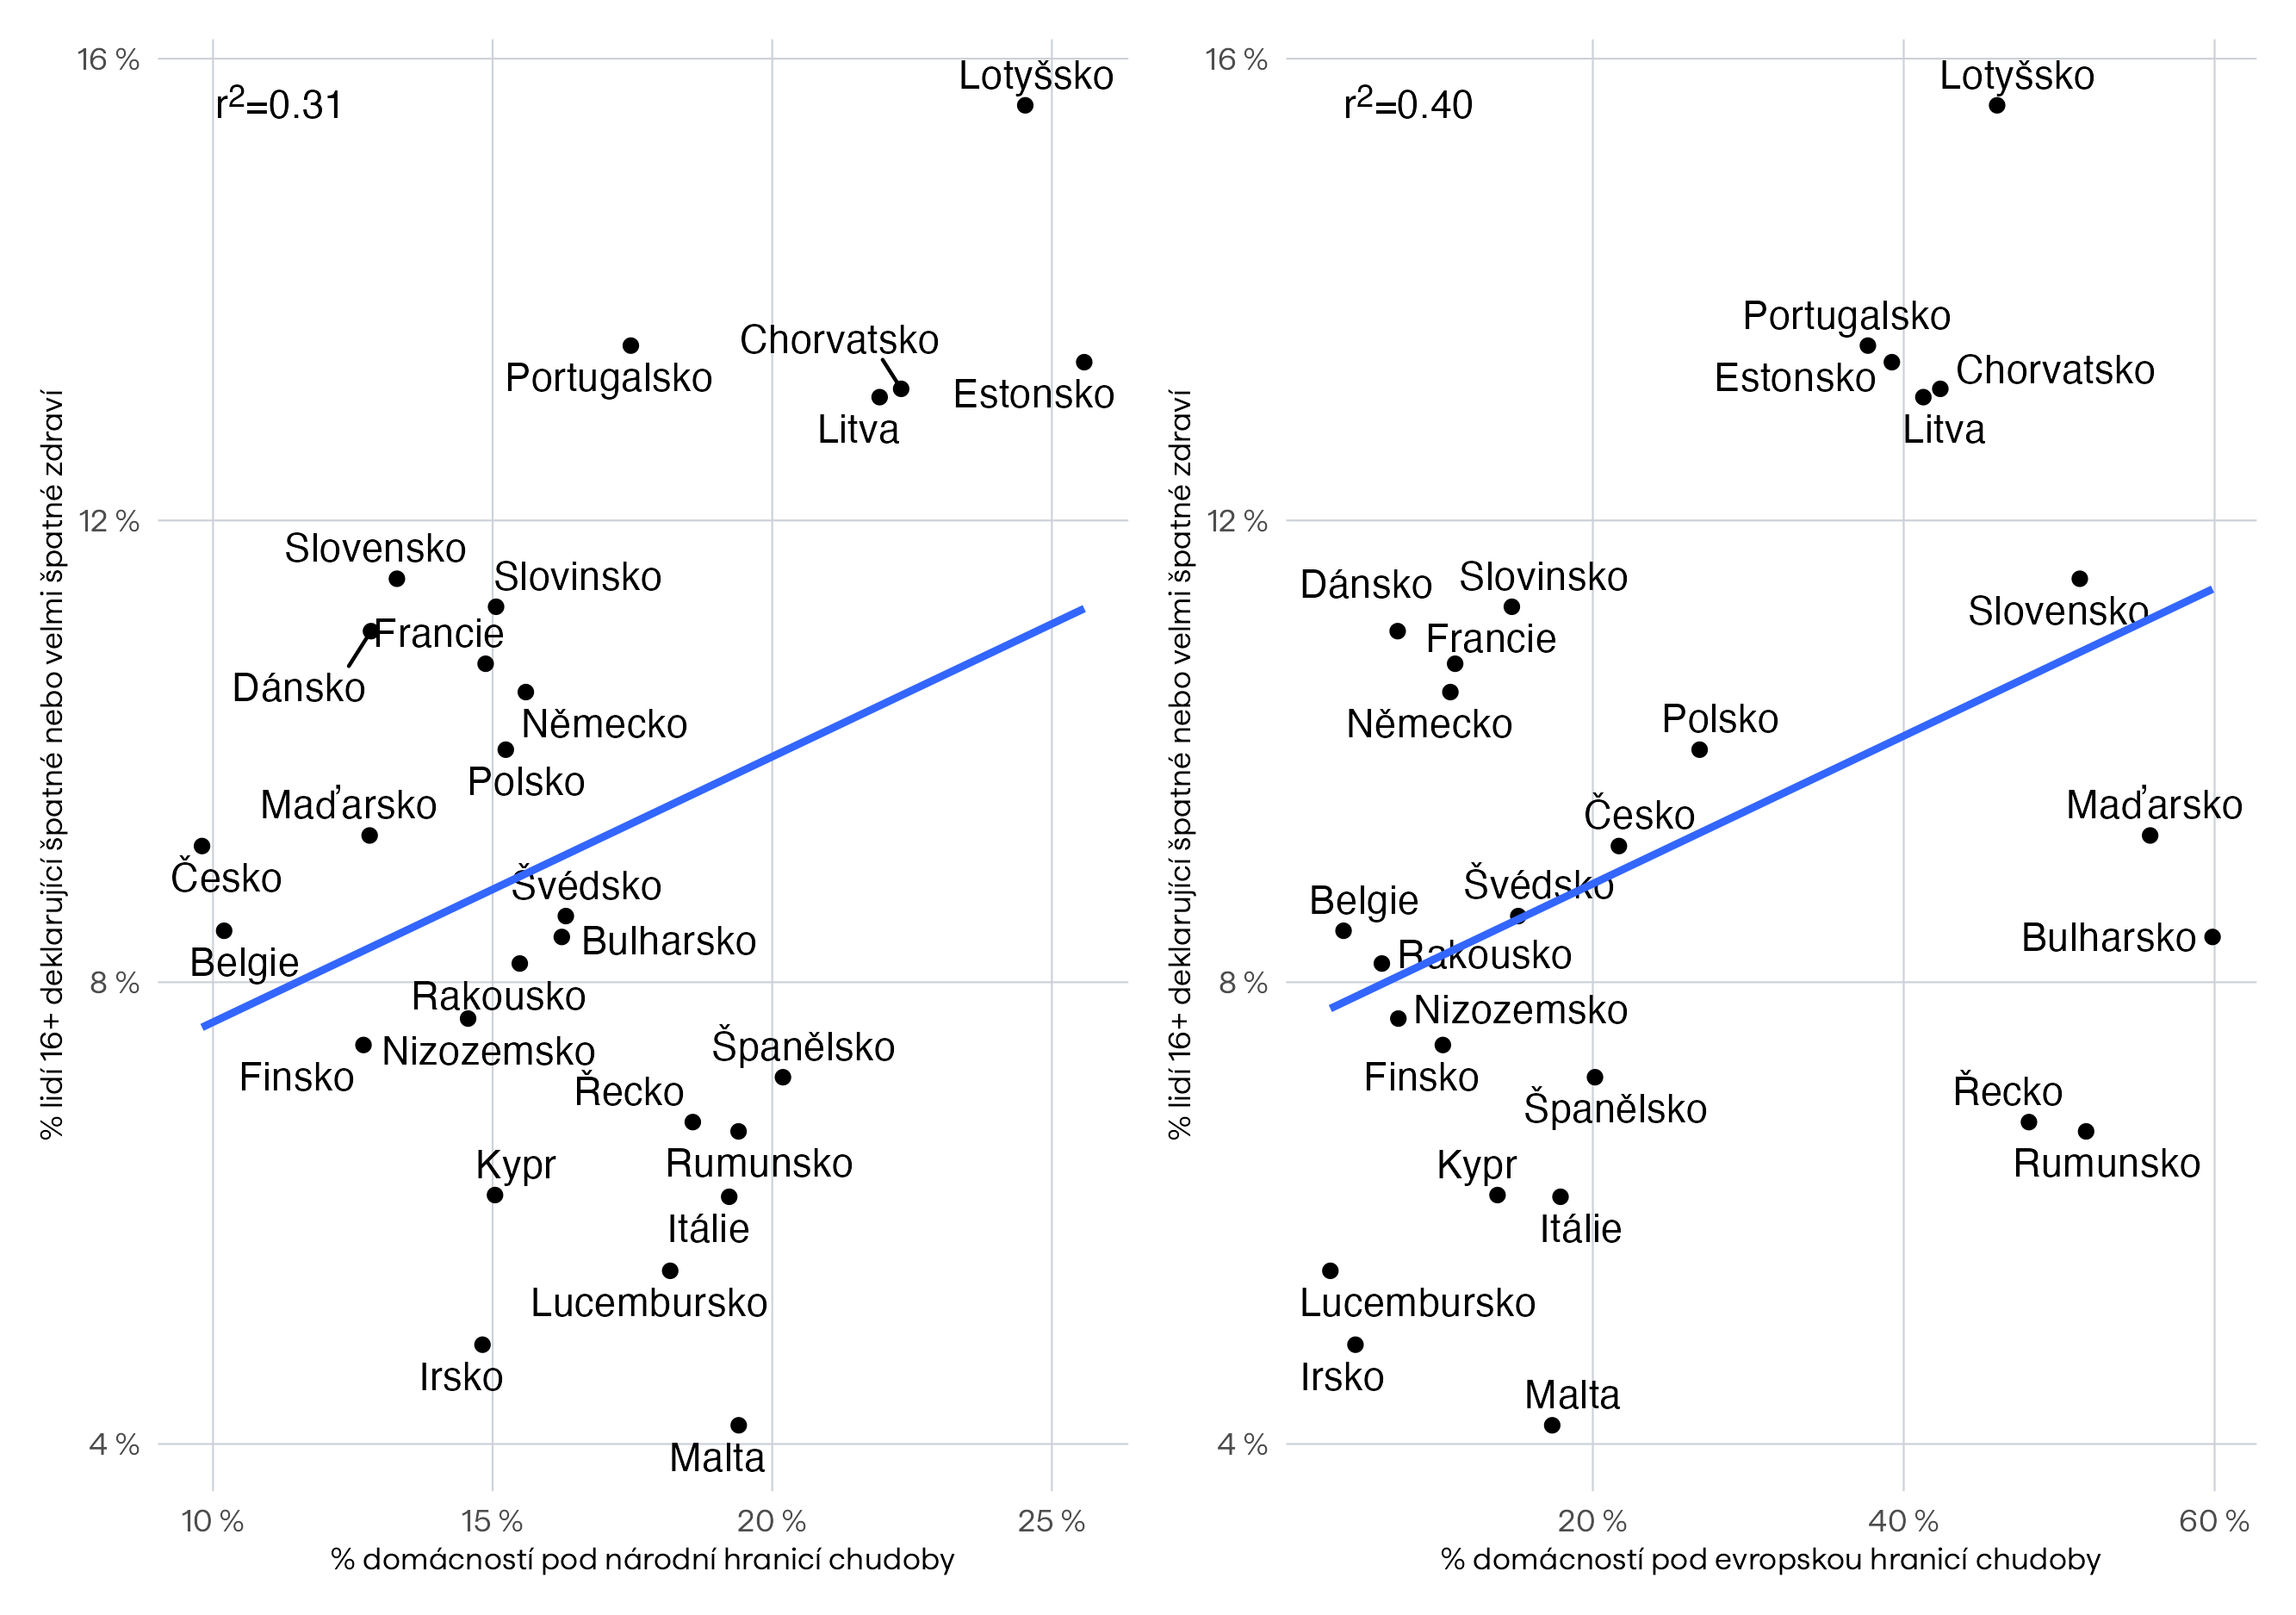 16 %
Lotyšsko
r²=0.31
Chorvatsko
Portugalsko
Estonsko
Litva
12 %
Slovensko
Slovinsko
Francie
Dánsko
Německo
Polsko
Maďarsko
Česko
Švédsko
Bulharsko
Belgie
8 %
Rakousko
Nizozemsko
Finsko
Španělsko
Řecko
Rumunsko
Kypr
Itálie
Lucembursko
Irsko
4 %
Malta
10 % 15 % 20 % 25 %
% domácností pod národní hranicí chudoby
% lidí 16+ deklarující špatné nebo velmi špatné zdraví
16 %
Lotyšsko
r²=0.40
Portugalsko
Chorvatsko
Estonsko
Litva
12 %
Dánsko
Slovinsko
Slovensko
Francie
Německo
Polsko
Maďarsko
Česko
Švédsko
Belgie
Bulharsko
Rakousko
8 %
Nizozemsko
Finsko
Řecko
Španělsko
Rumunsko
Kypr
Itálie
Lucembursko
Irsko
Malta
4 %
20 % 40 % 60 %
% domácností pod evropskou hranicí chudoby
% lidí 16+ deklarující špatné nebo velmi špatné zdraví